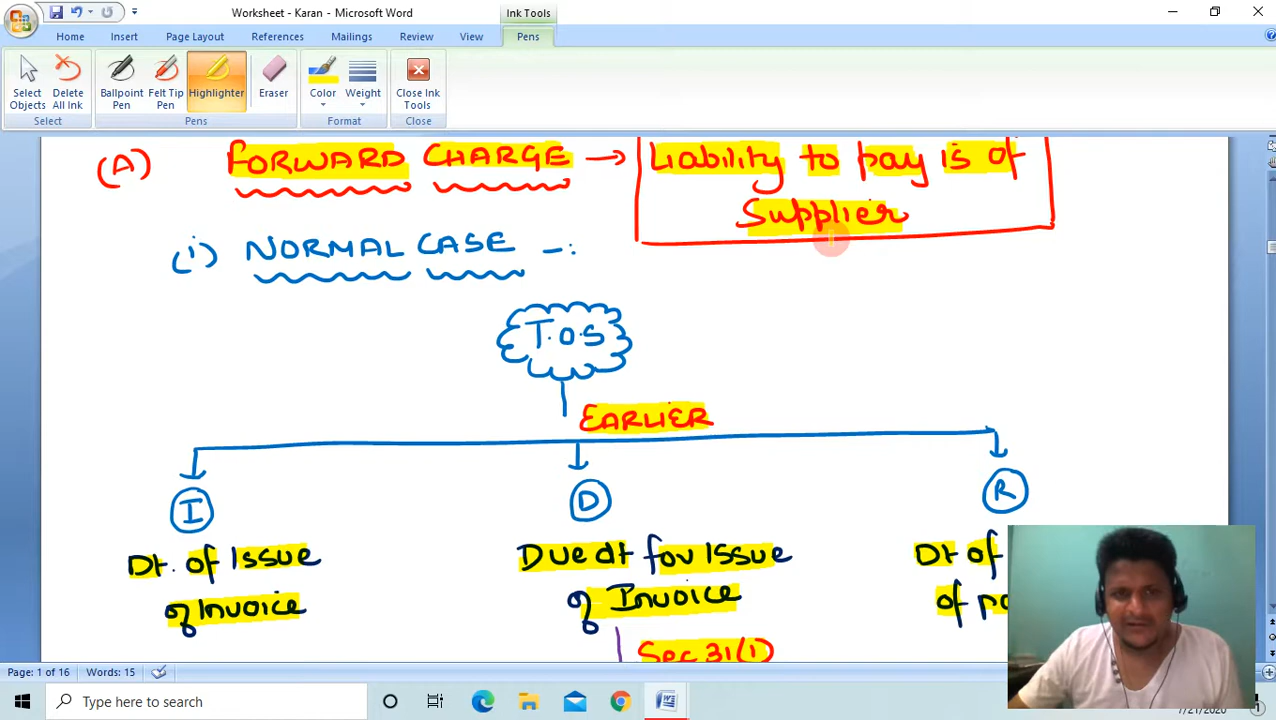 Worksheet - Karan - Microsoft Word
Ink Tools
Home Insert Page Layout References Mailings Review View Pens
Select Objects
Delete All Ink
Ballpoint Pen
Felt Tip Pen
Highlighter
Eraser
Color
Weight
Close Ink Tools
Select Pens Format Close
(A) FORWARD CHARGE → Liability to pay is of
Supplier
(i) NORMAL CASE -:
T.O.S
EARLIER
I D R
Dt. of Issue
of Invoice
Due dt for Issue
of Invoice
Sec 31(1)
Dt of
of
Page: 1 of 16 Words: 15
Type here to search
7/21/2020